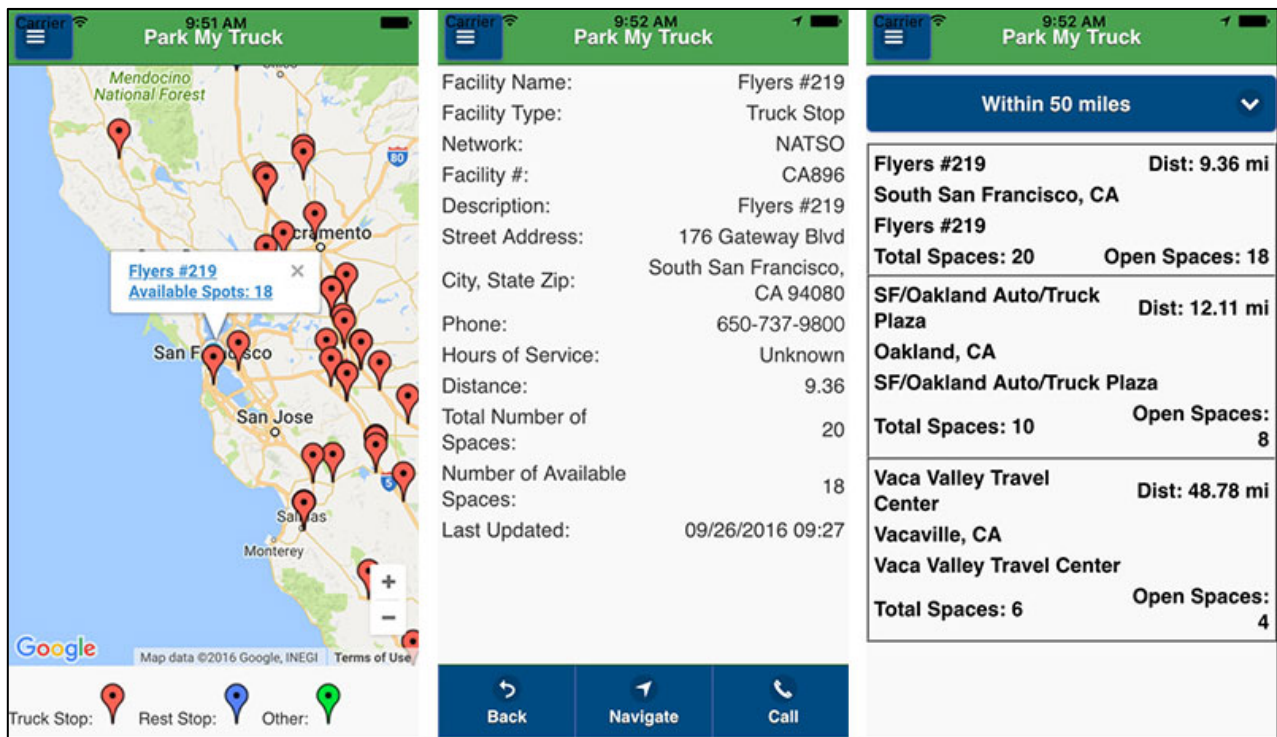 Carrier 9:51 AM
Park My Truck
Mendocino
National Forest
Chico
80
cramento
Flyers #219
Available Spots: 18
San F sco
San Jose
5
Sal as
Monterey
+
−
Google
Map data ©2016 Google, INEGI Terms of Use
Truck Stop: Rest Stop: Other:
Carrier 9:52 AM
Park My Truck
Facility Name: Flyers #219
Facility Type: Truck Stop
Network: NATSO
Facility #: CA896
Description: Flyers #219
Street Address: 176 Gateway Blvd
City, State Zip: South San Francisco,
CA 94080
Phone: 650-737-9800
Hours of Service: Unknown
Distance: 9.36
Total Number of
Spaces: 20
Number of Available
Spaces: 18
Last Updated: 09/26/2016 09:27
Back Navigate Call
Carrier 9:52 AM
Park My Truck
Within 50 miles
Flyers #219 Dist: 9.36 mi
South San Francisco, CA
Flyers #219
Total Spaces: 20 Open Spaces: 18
SF/Oakland Auto/Truck
Plaza Dist: 12.11 mi
Oakland, CA
SF/Oakland Auto/Truck Plaza
Total Spaces: 10 Open Spaces:
8
Vaca Valley Travel
Center Dist: 48.78 mi
Vacaville, CA
Vaca Valley Travel Center
Total Spaces: 6 Open Spaces:
4